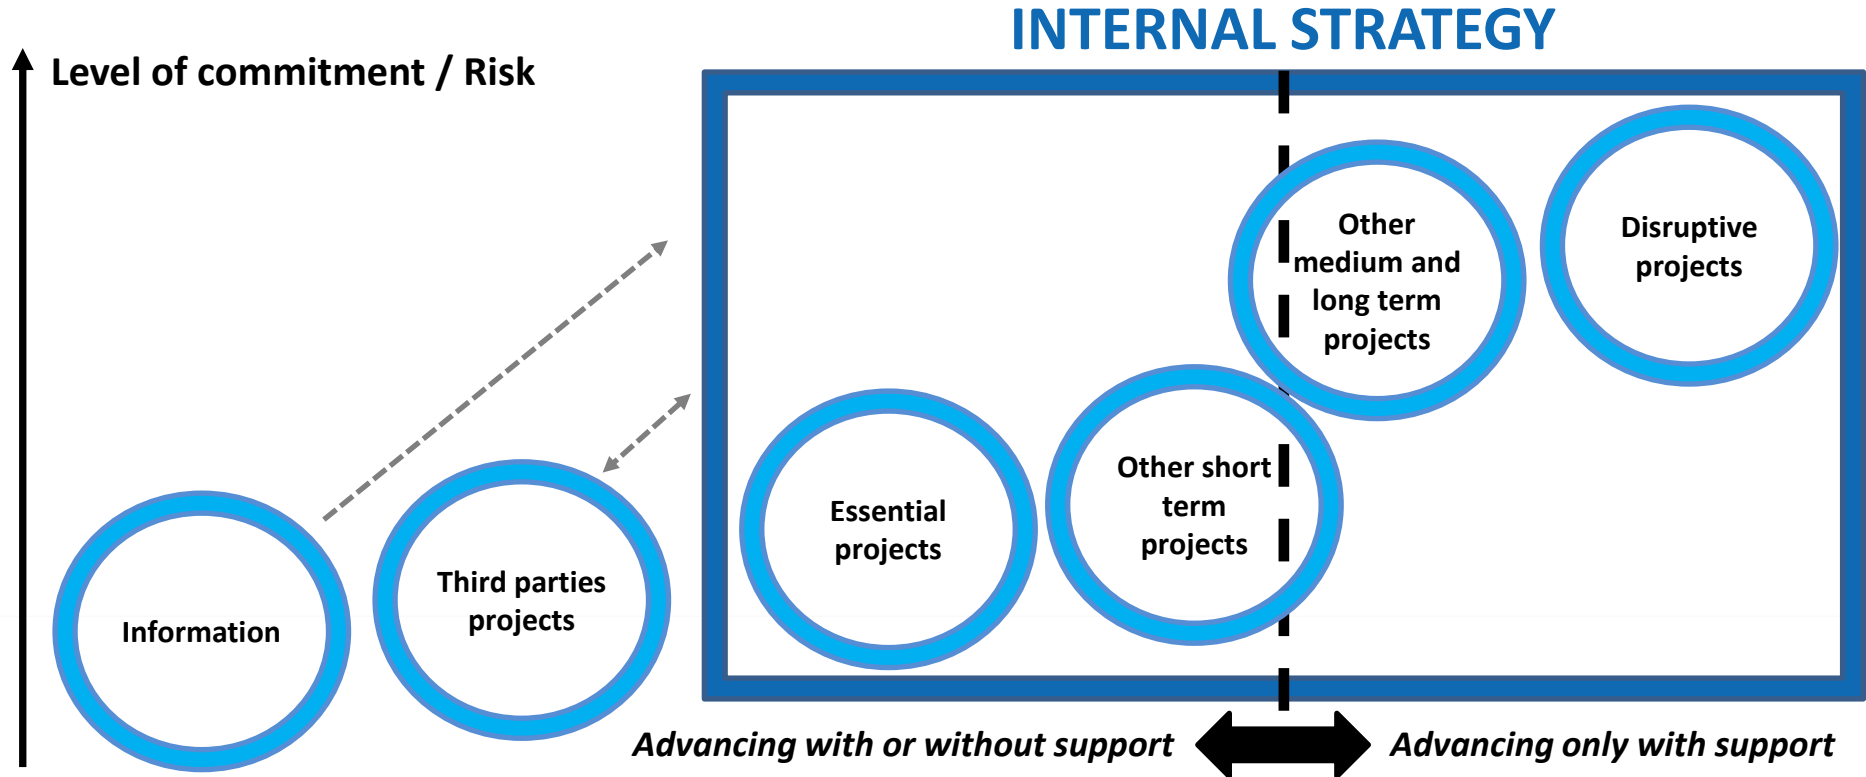 INTERNAL STRATEGY
Level of commitment / Risk
Information
Third parties
projects
Essential
projects
Other short
term
projects
Other
medium and
long term
projects
Disruptive
projects
Advancing with or without support
Advancing only with support